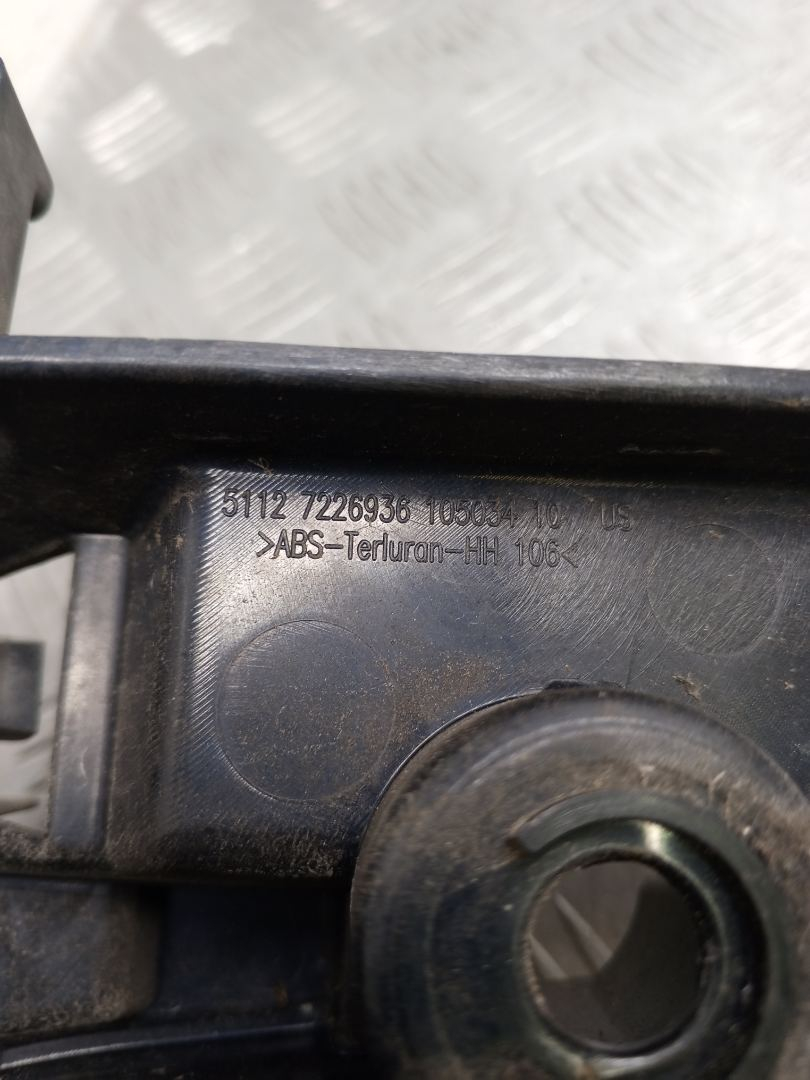 5112 7226936 105034 10 US
>ABS-Terluran-HH 106<